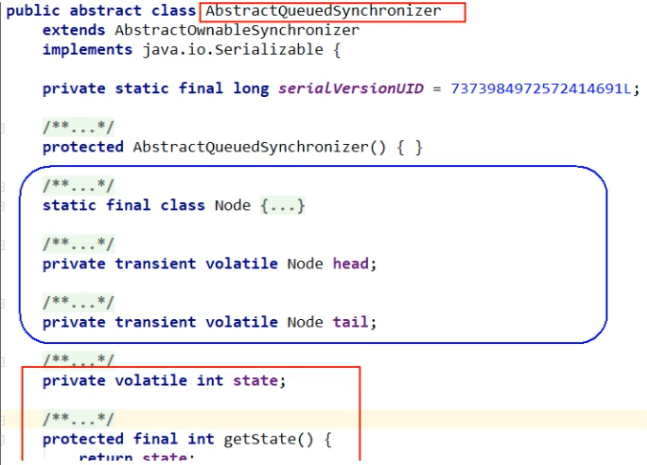 public abstract class AbstractQueuedSynchronizer
extends AbstractOwnableSynchronizer
implements java.io.Serializable {
private static final long serialVersionUID = 7373984972572414691L;
/**...*/
protected AbstractQueuedSynchronizer() { }
/**...*/
static final class Node {...}
/**...*/
private transient volatile Node head;
/**...*/
private transient volatile Node tail;
/**...*/
private volatile int state;
/**...*/
protected final int getState() {
return state;